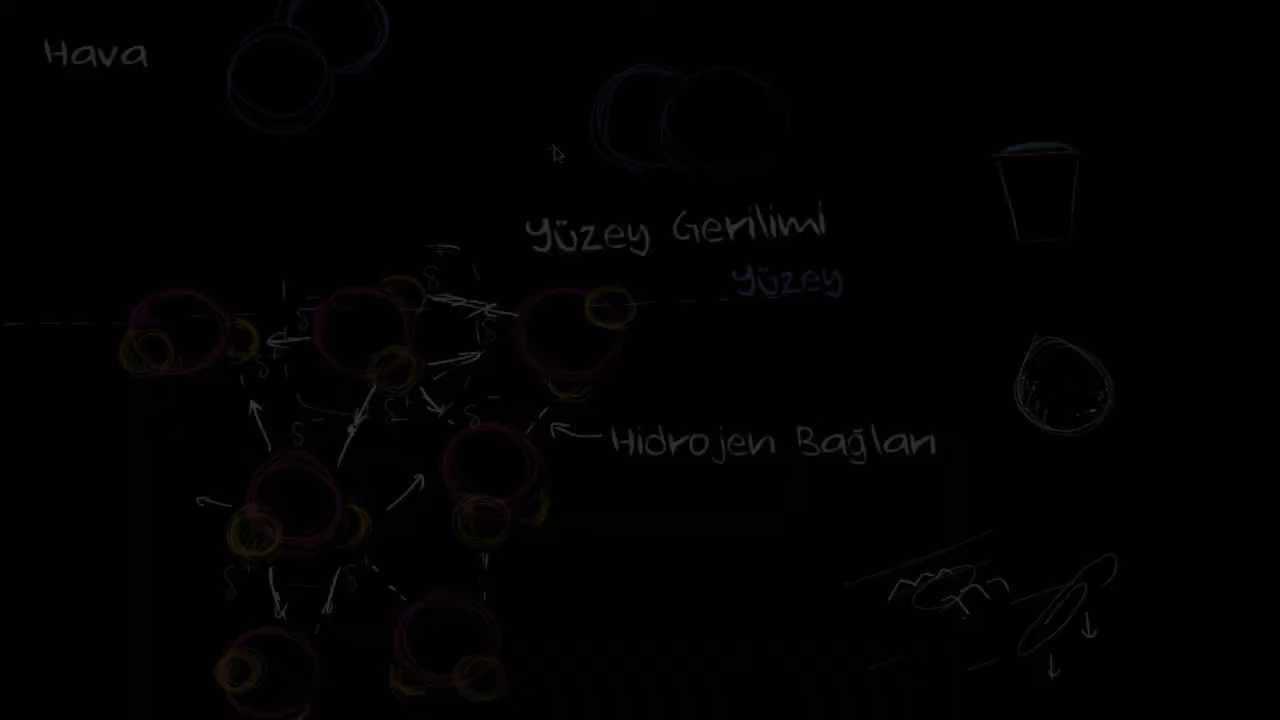 Hava
Yüzey Gerilimi
Yüzey
δ+
δ-
δ-
δ+
δ+
δ-
δ-
Hidrojen Bağları
δ+
δ+